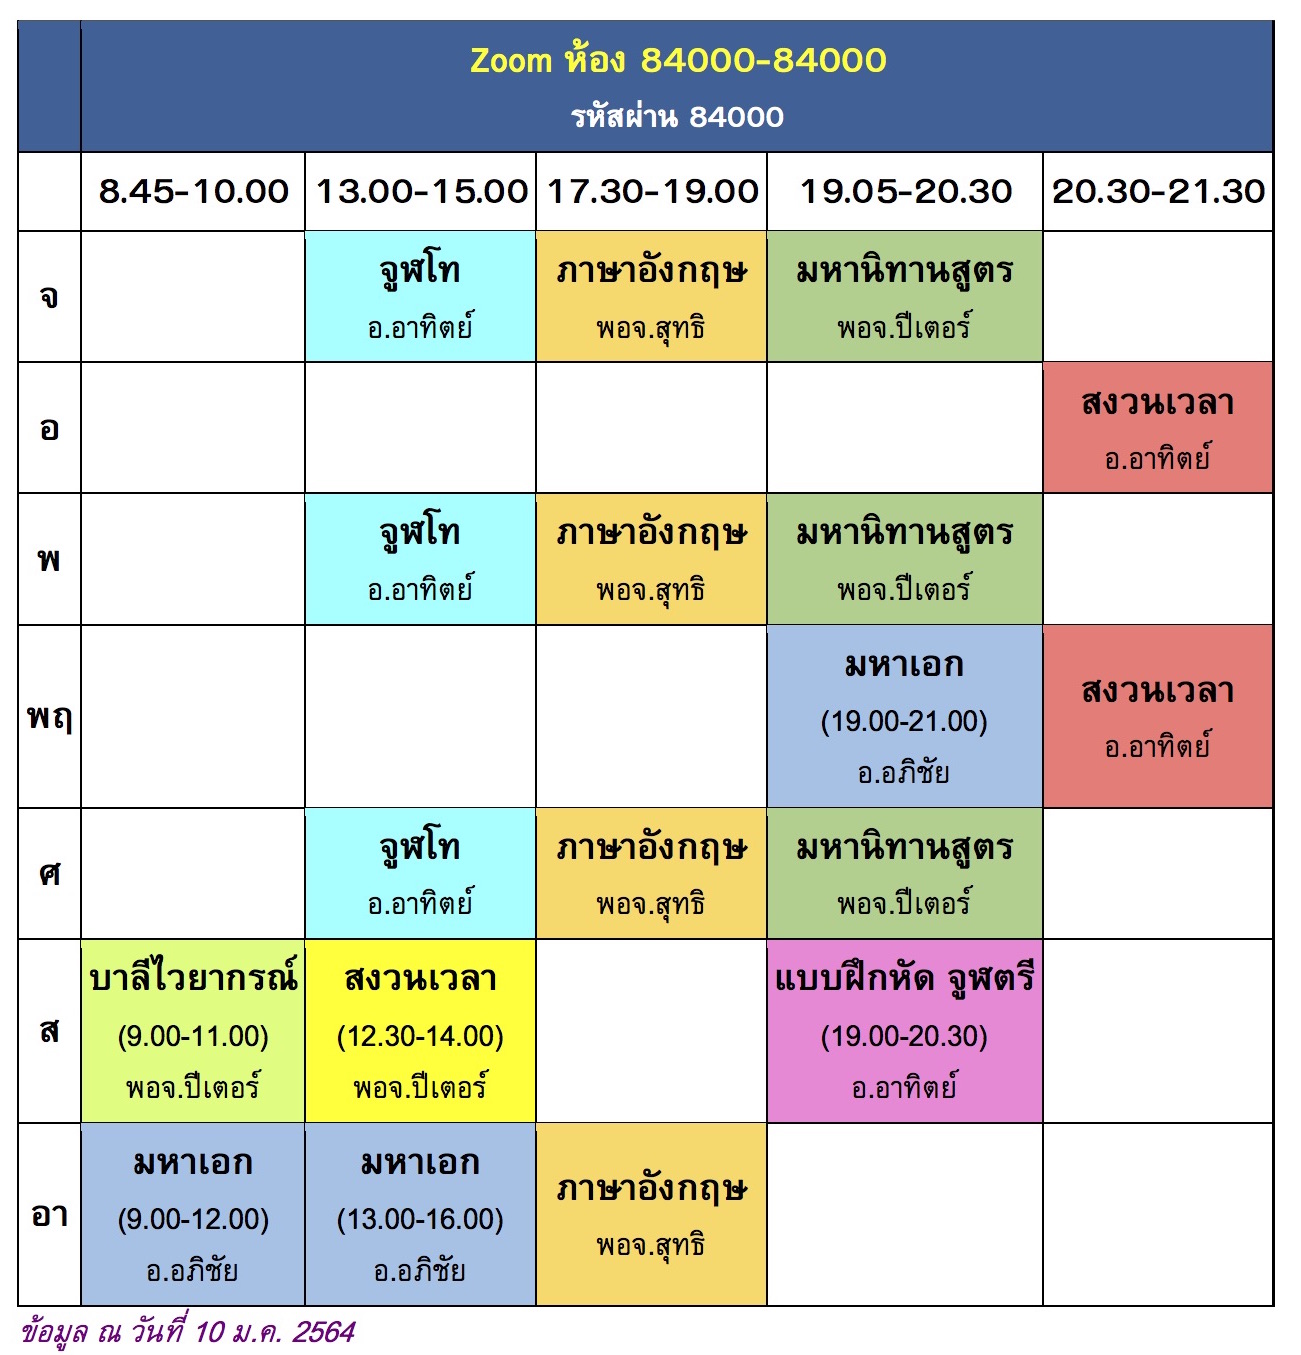 Zoom ห้อง 84000-84000
รหัสผ่าน 84000
8.45-10.00 13.00-15.00 17.30-19.00 19.05-20.30 20.30-21.30
จ
จูฬโท
อ.อาทิตย์
ภาษาอังกฤษ
พอจ.สุทธิ
มหานิทานสูตร
พอจ.ปีเตอร์
อ
สงวนเวลา
อ.อาทิตย์
พ
จูฬโท
อ.อาทิตย์
ภาษาอังกฤษ
พอจ.สุทธิ
มหานิทานสูตร
พอจ.ปีเตอร์
พฤ
มหาเอก
(19.00-21.00)
อ.อภิชัย
สงวนเวลา
อ.อาทิตย์
ศ
จูฬโท
อ.อาทิตย์
ภาษาอังกฤษ
พอจ.สุทธิ
มหานิทานสูตร
พอจ.ปีเตอร์
ส
บาลีไวยากรณ์
(9.00-11.00)
พอจ.ปีเตอร์
สงวนเวลา
(12.30-14.00)
พอจ.ปีเตอร์
แบบฝึกหัด จูฬตรี
(19.00-20.30)
อ.อาทิตย์
อา
มหาเอก
(9.00-12.00)
อ.อภิชัย
มหาเอก
(13.00-16.00)
อ.อภิชัย
ภาษาอังกฤษ
พอจ.สุทธิ
ข้อมูล ณ วันที่ 10 ม.ค. 2564